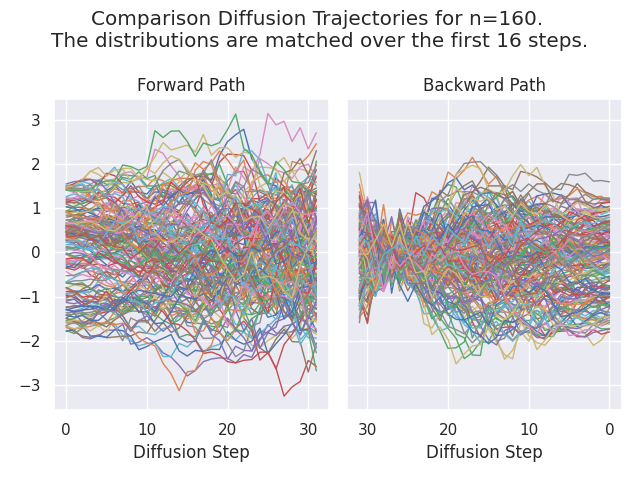 Comparison Diffusion Trajectories for n=160.
The distributions are matched over the first 16 steps.
Forward Path
Backward Path
3
2
1
0
−1
−2
−3
0 10 20 30
30 20 10 0
Diffusion Step
Diffusion Step